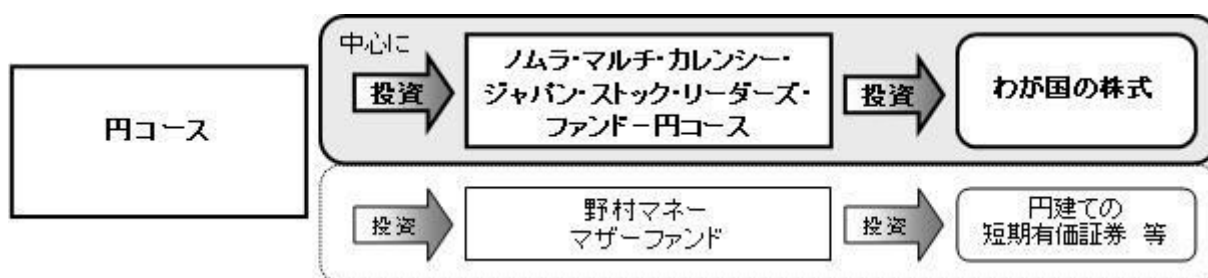 円コース
中心に
投資
ノムラ・マルチ・カレンシー・
ジャパン・ストック・リーダーズ・
ファンドー円コース
投資
わが国の株式
投資
野村マネー
マザーファンド
投資
円建ての
短期有価証券 等